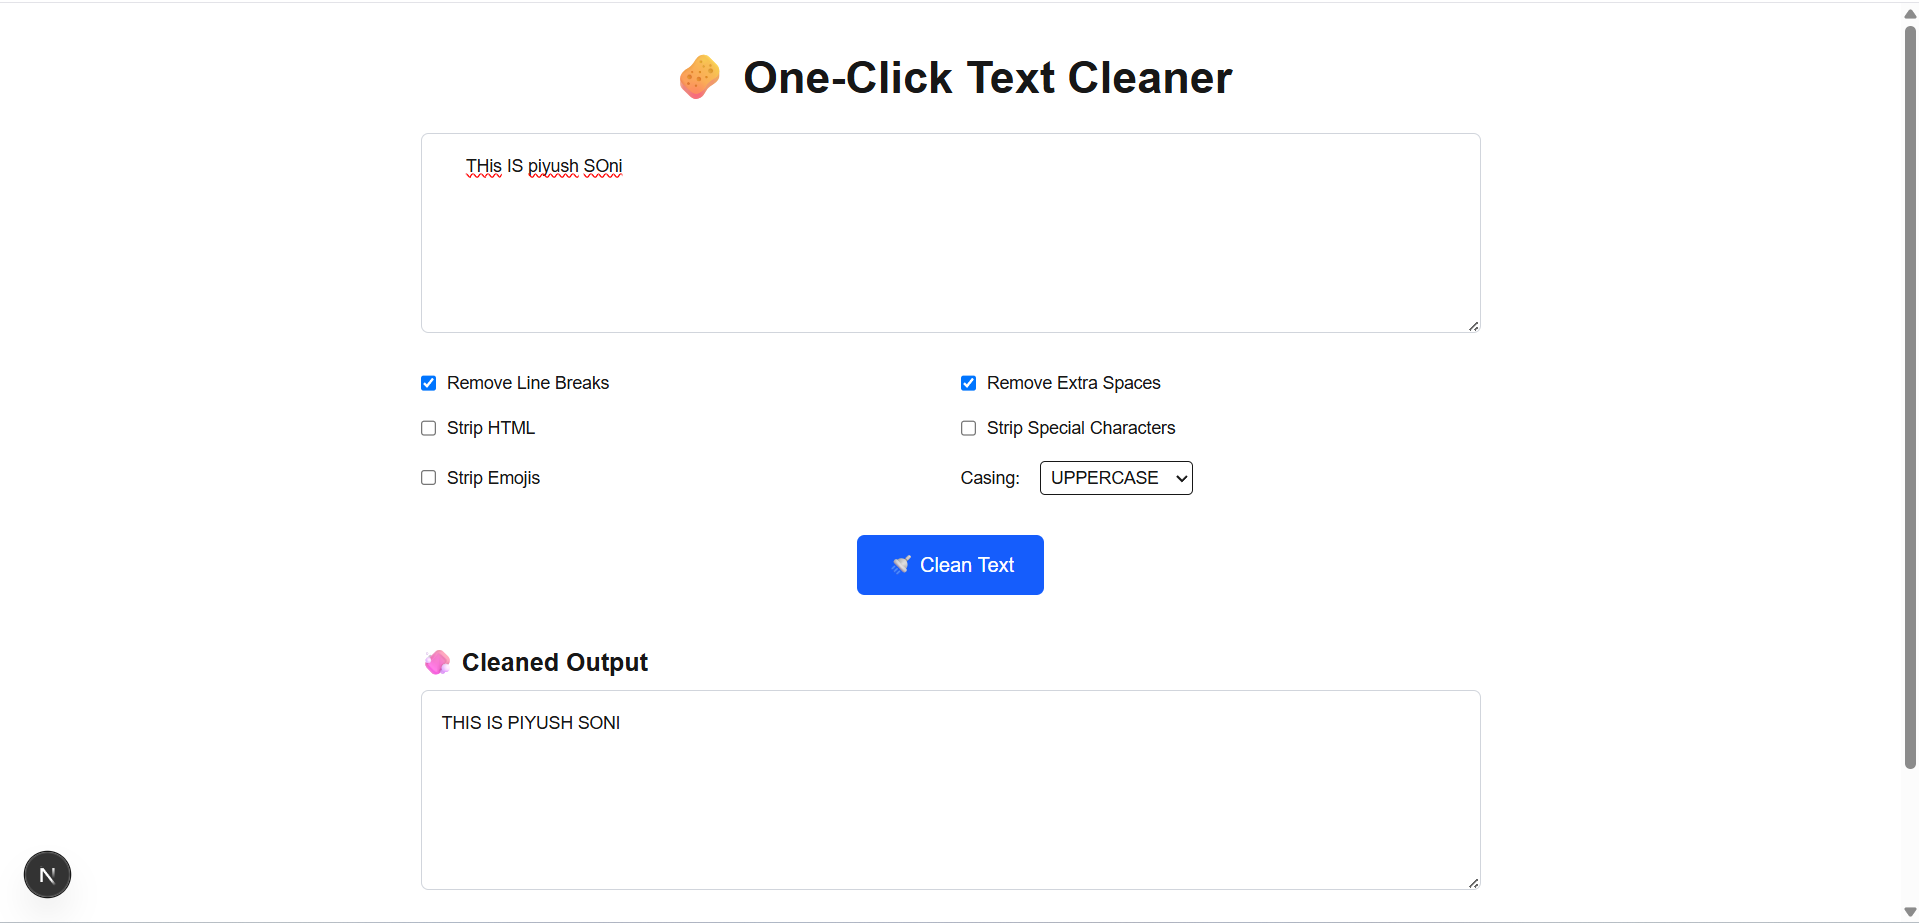 One-Click Text Cleaner
THis IS piyush SOni
Remove Line Breaks
Remove Extra Spaces
Strip HTML
Strip Special Characters
Strip Emojis
Casing: UPPERCASE
Clean Text
Cleaned Output
THIS IS PIYUSH SONI
N